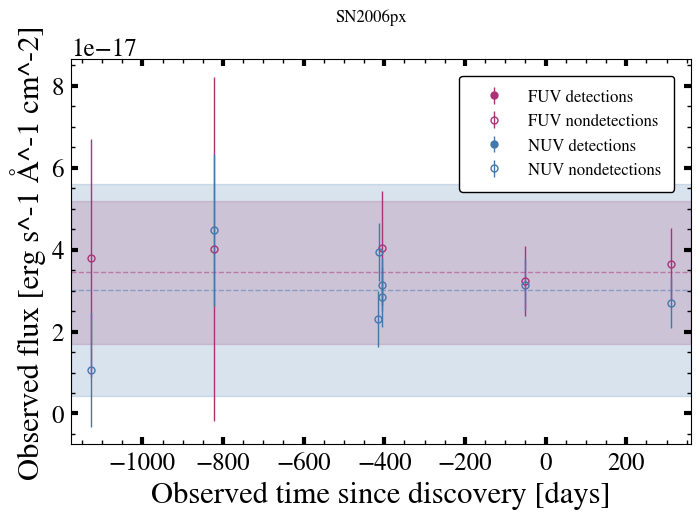 SN2006px
1e−17
FUV detections
FUV nondetections
NUV detections
NUV nondetections
8
6
4
2
0
Observed flux [erg s^-1 Å^-1 cm^-2]
−1000 −800 −600 −400 −200 0 200
Observed time since discovery [days]